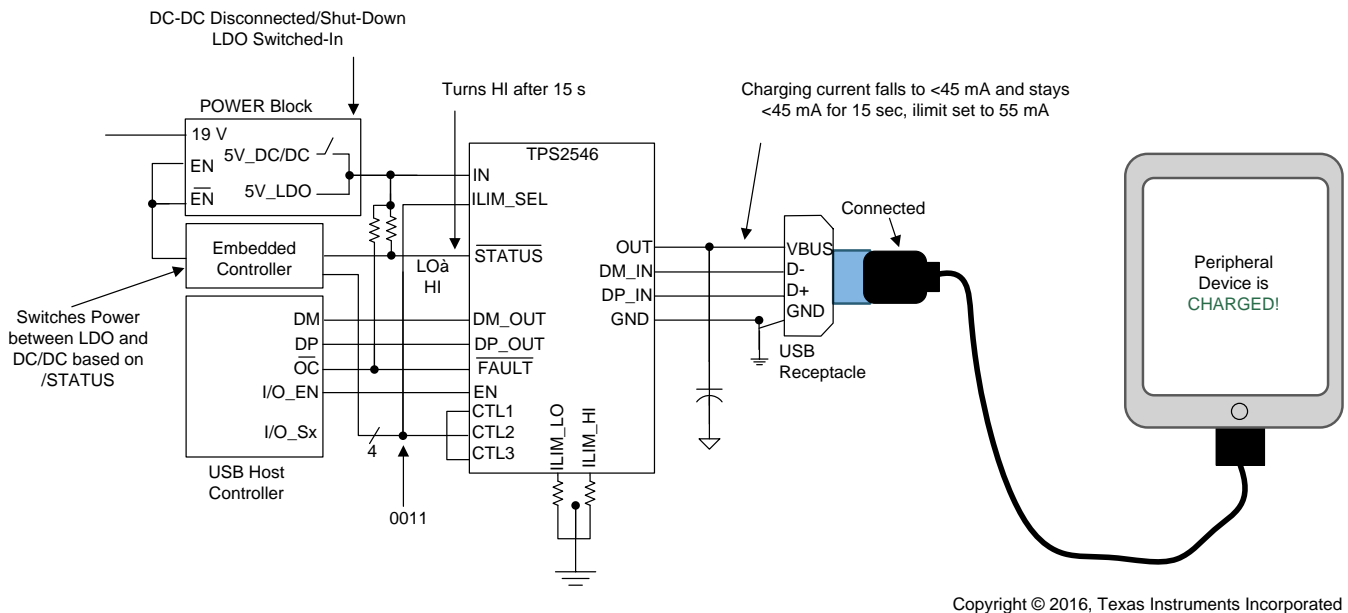 DC-DC Disconnected/Shut-Down
LDO Switched-In
Turns HI after 15 s
Charging current falls to <45 mA and stays
<45 mA for 15 sec, ilimit set to 55 mA
POWER Block
19 V
5V_DC/DC
EN
5V_LDO
EN
Embedded
Controller
Switches Power
between LDO and
DC/DC based on
/STATUS
DM
DP
OC
I/O_EN
I/O_Sx
USB Host
Controller
4
0011
LOà
HI
TPS2546
IN
ILIM_SEL
STATUS
DM_OUT
DP_OUT
FAULT
EN
CTL1
CTL2
CTL3
ILIM_LO
ILIM_HI
OUT
DM_IN
DP_IN
GND
VBUS
D-
D+
GND
USB
Receptacle
Connected
Peripheral
Device is
CHARGED!
Copyright © 2016, Texas Instruments Incorporated